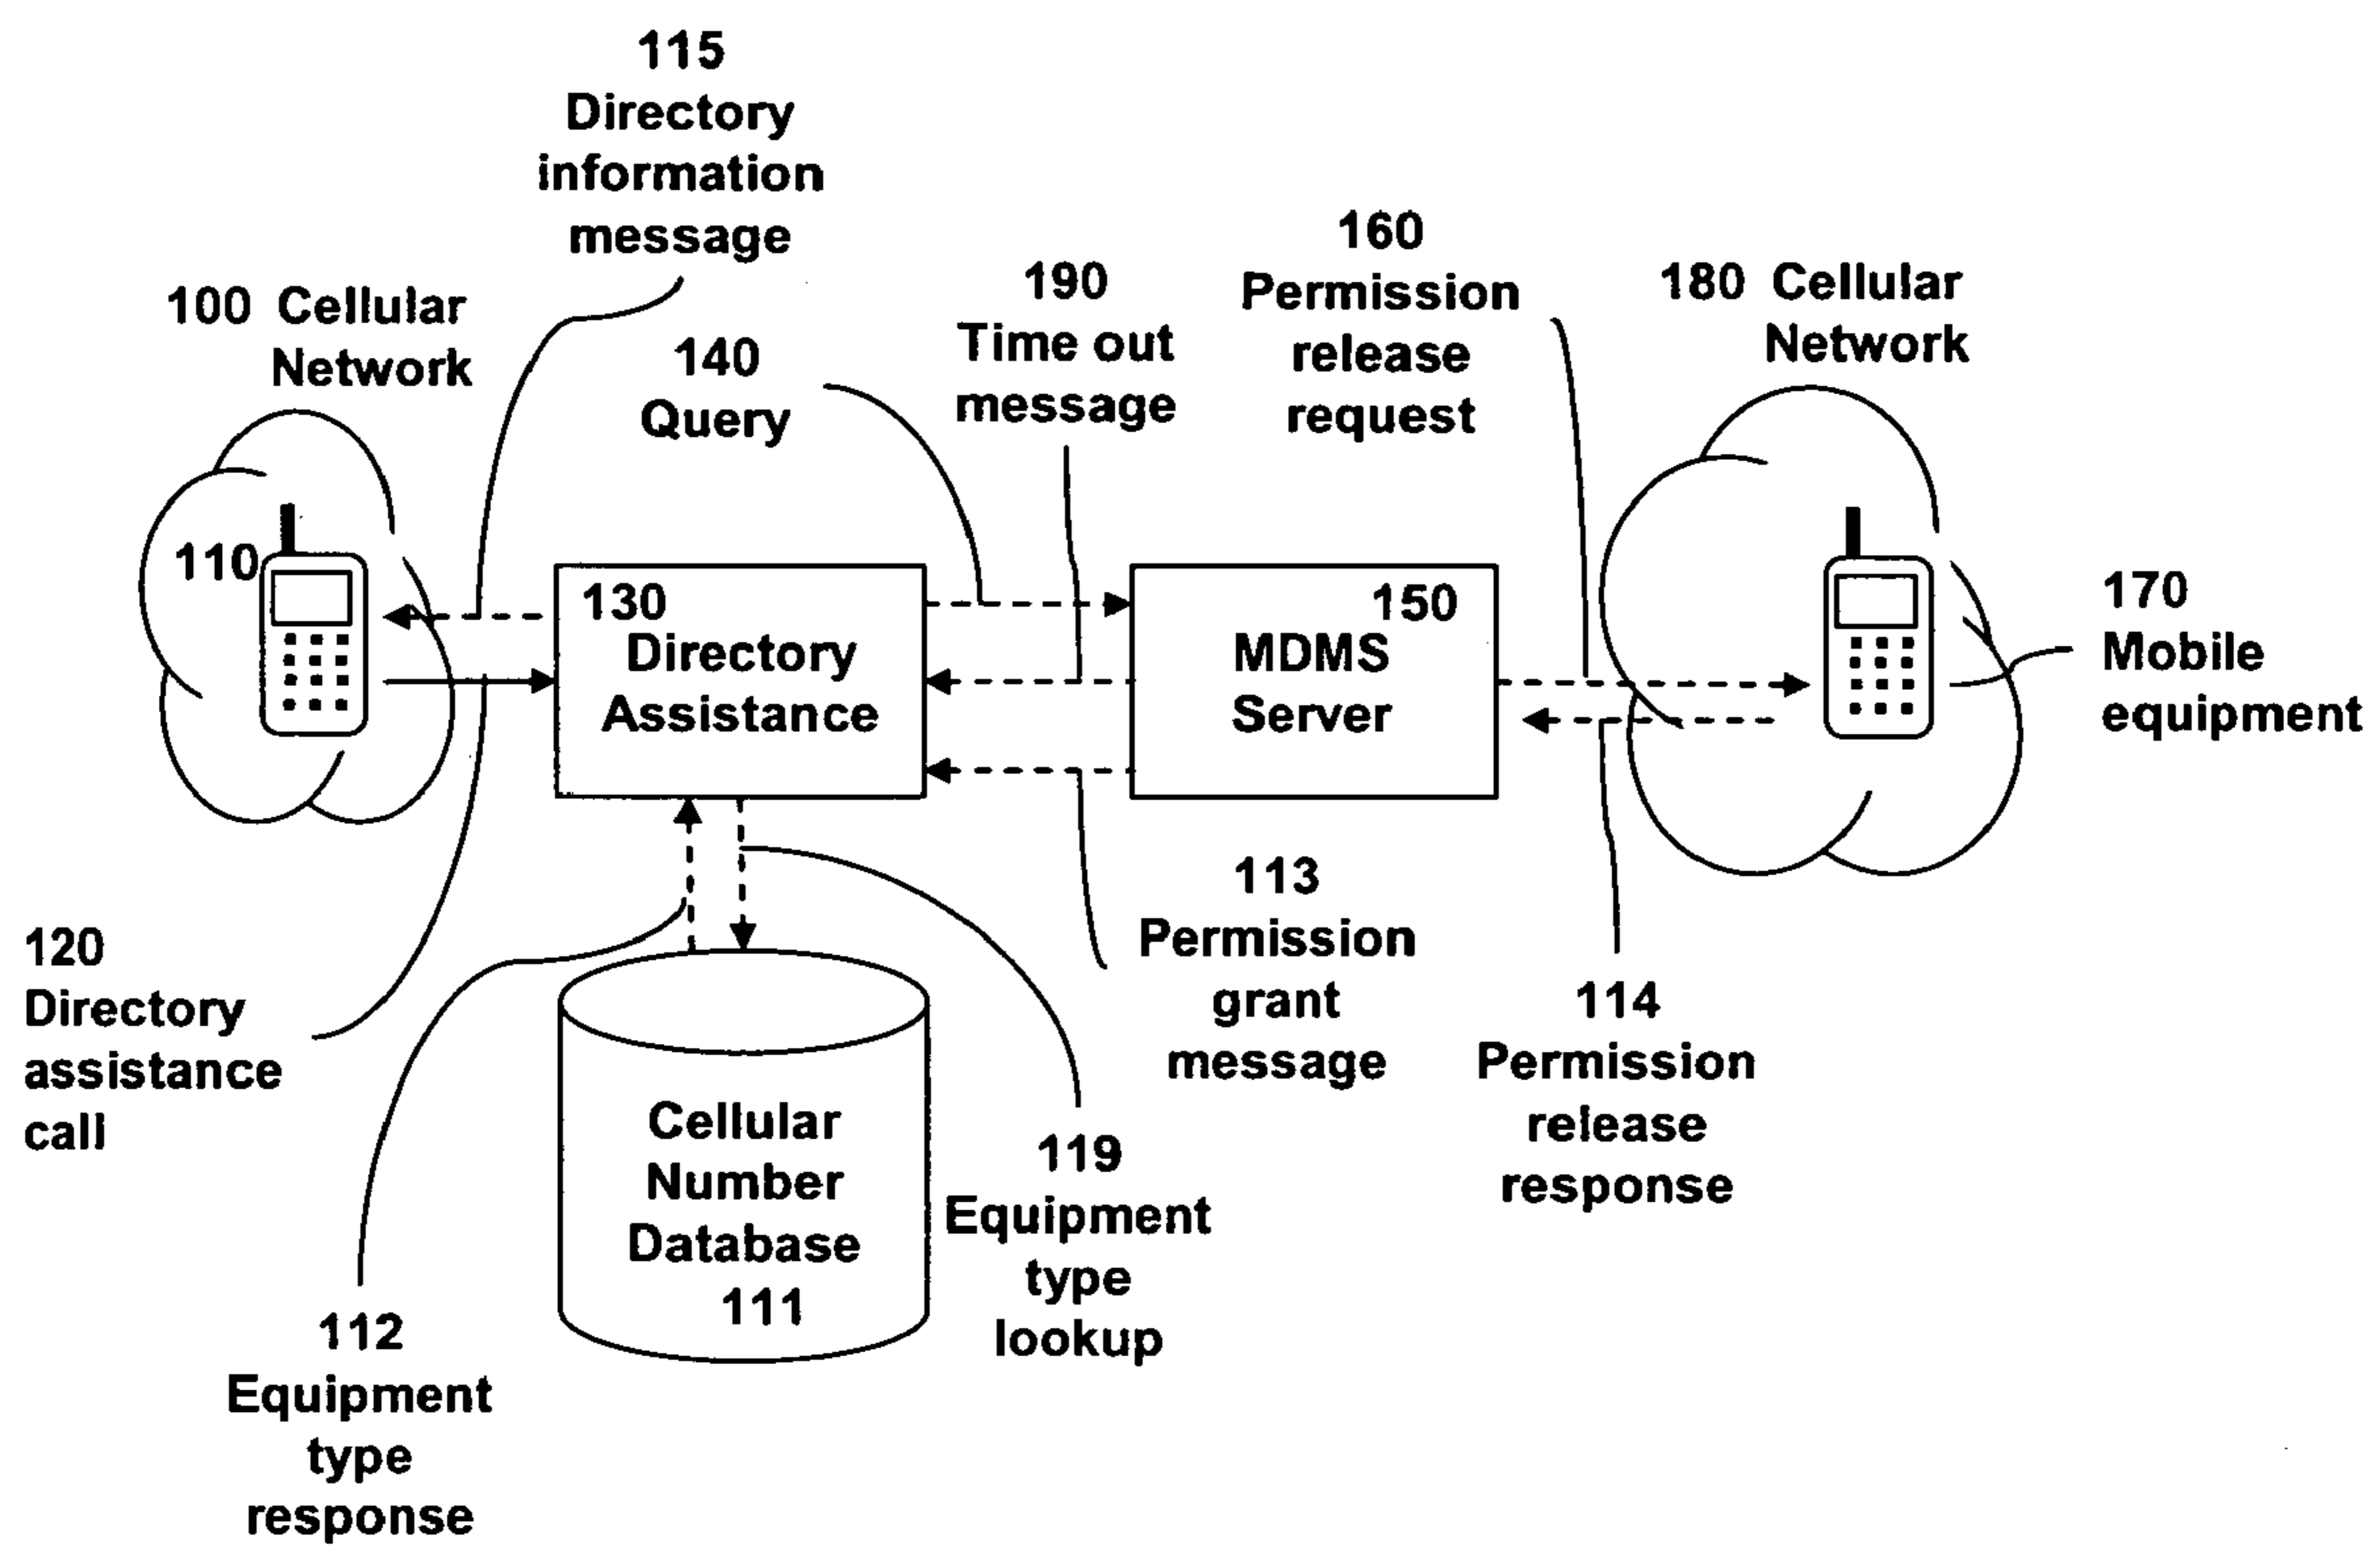 115
Directory
information
message
160
Permission
release
request
190
Time out
message
180 Cellular
Network
100 Cellular
Network
140
Query
110
130
Directory
Assistance
150
MDMS
Server
170
Mobile
equipment
113
Permission
grant
message
120
Directory
assistance
call
114
Permission
release
response
Cellular
Number
Database
111
119
Equipment
type
lookup
112
Equipment
type
response